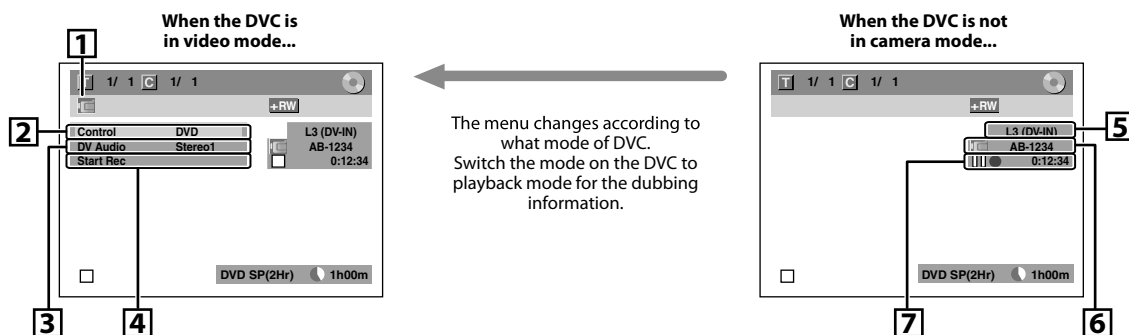 When the DVC is
in video mode...
1
T 1/ 1 C 1/ 1
+RW
2
Control DVD
DV Audio Stereo1
Start Rec
L3 (DV-IN)
AB-1234
0:12:34
DVD SP(2Hr) 1h00m
3
4
The menu changes according to
what mode of DVC.
Switch the mode on the DVC to
playback mode for the dubbing
information.
When the DVC is not
in camera mode...
T 1/ 1 C 1/ 1
+RW
L3 (DV-IN)
5
AB-1234
0:12:34
DVD SP(2Hr) 1h00m
7
6